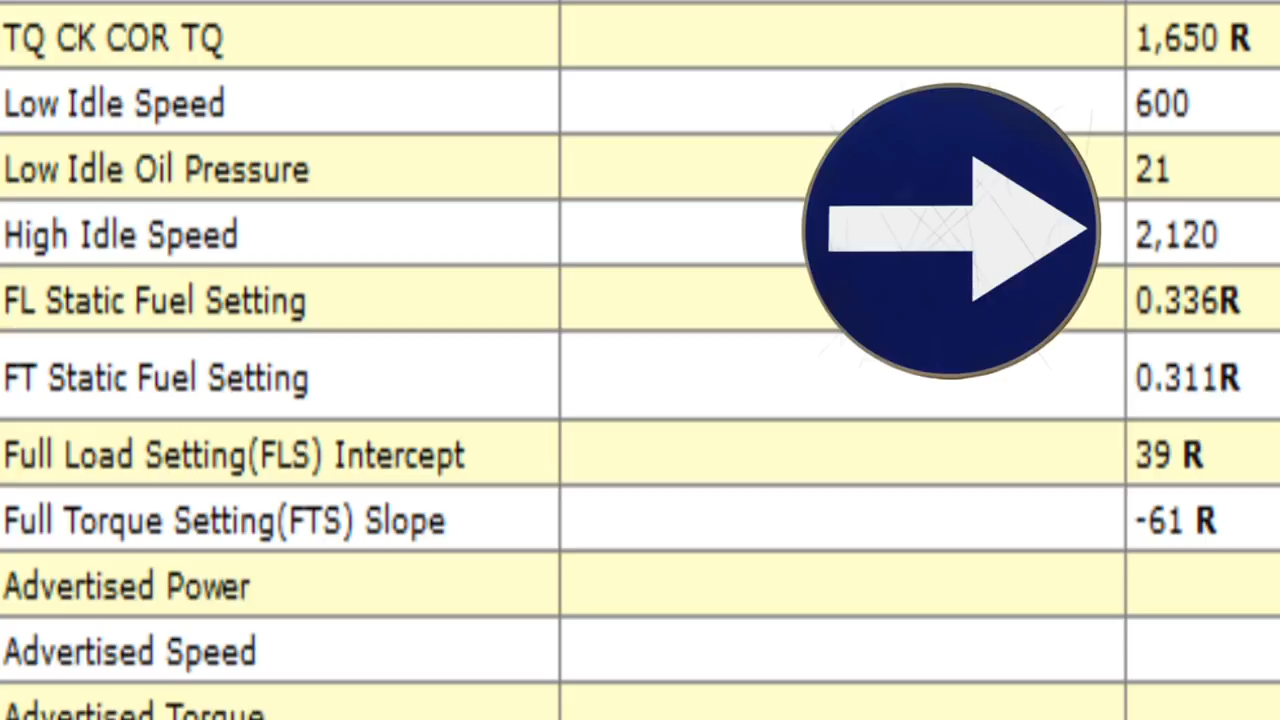 TQ CK COR TQ 1,650 R
Low Idle Speed 600
Low Idle Oil Pressure 21
High Idle Speed 2,120
FL Static Fuel Setting 0.336R
FT Static Fuel Setting 0.311R
Full Load Setting(FLS) Intercept 39 R
Full Torque Setting(FTS) Slope -61 R
Advertised Power
Advertised Speed
Advertised Torque